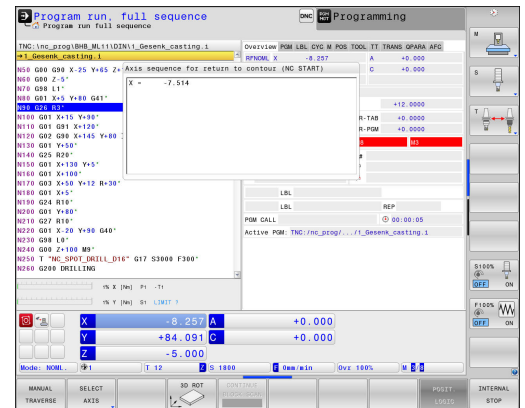 Program run, full sequence
Program run full sequence
DNC
Programming
TNC:\nc_prog\BHB_ML11\DIN\1_Gesenk_casting.i
→1_Gesenk_casting.i
N50 G00 G90 X-25 Y+65 Z+
N60 G00 Z-5*
N70 G98 L1*
N80 G01 X+5 Y+80 G41*
N90 G26 R3*
N100 G01 X+15 Y+90*
N110 G01 G91 X+120*
N120 G02 G90 X+145 Y+80
N130 G01 Y+50*
N140 G25 R20*
N150 G01 X+130 Y+5*
N160 G01 X+100*
N170 G03 X+50 Y+12 R+30*
N180 G01 X+5*
N190 G24 R10*
N200 G01 Y+80*
N210 G27 R10*
N220 G01 X-20 Y+90 G40*
N230 G98 L0*
N240 G00 Z+100 M9*
N250 T "NC_SPOT_DRILL_D16" G17 S3000 F300*
N260 G200 DRILLING
Axis sequence for return to contour (NC START)
X = -7.514
Overview PGM LBL CYC M POS TOOL TT TRANS QPARA AFC
RFNOML X -8.257 A +0.000
C +0.000
+12.0000
R-TAB +0.0000
R-PGM +0.0000
M3
LBL
LBL REP
PGM CALL 00:00:05
Active PGM: TNC:/nc_prog/.../1_Gesenk_casting.i
1% X [Nm] P1 -T1
1% Y [Nm] S1 LIMIT 1
X -8.257 A +0.000
Y +84.091 C +0.000
Z -5.000
Mode: NOML. 1 T 12 Z S 1800 F 0mm/min Ovr 100% M 3/8
MANUAL TRAVERSE
SELECT AXIS
3D ROT
POSIT. LOGIC
INTERNAL STOP
M
S
T
S100%
OFF ON
F100%
OFF ON